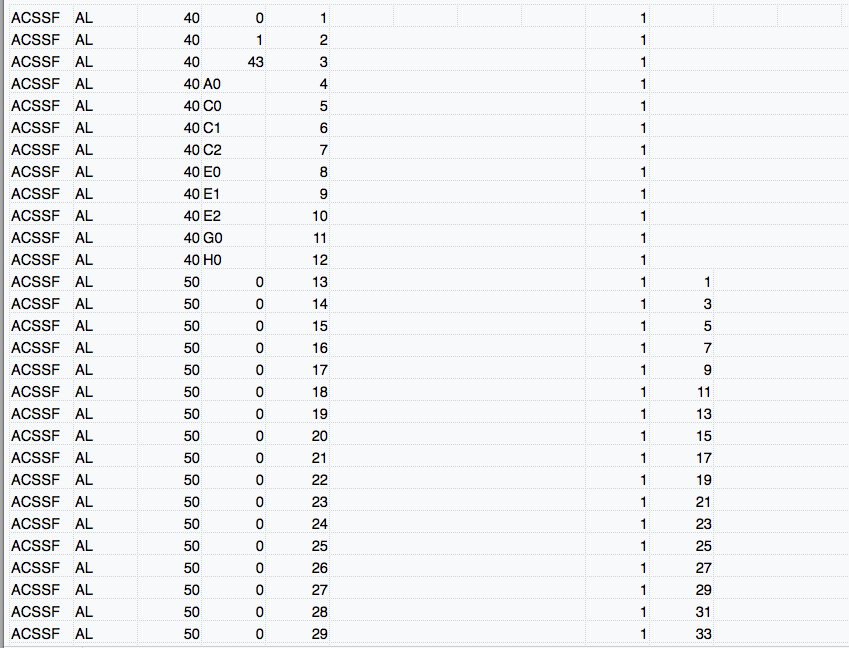 ACSSF AL 40 0 1 1
ACSSF AL 40 1 2 1
ACSSF AL 40 43 3 1
ACSSF AL 40 A0 4 1
ACSSF AL 40 C0 5 1
ACSSF AL 40 C1 6 1
ACSSF AL 40 C2 7 1
ACSSF AL 40 E0 8 1
ACSSF AL 40 E1 9 1
ACSSF AL 40 E2 10 1
ACSSF AL 40 G0 11 1
ACSSF AL 40 H0 12 1
ACSSF AL 50 0 13 1 1
ACSSF AL 50 0 14 1 3
ACSSF AL 50 0 15 1 5
ACSSF AL 50 0 16 1 7
ACSSF AL 50 0 17 1 9
ACSSF AL 50 0 18 1 11
ACSSF AL 50 0 19 1 13
ACSSF AL 50 0 20 1 15
ACSSF AL 50 0 21 1 17
ACSSF AL 50 0 22 1 19
ACSSF AL 50 0 23 1 21
ACSSF AL 50 0 24 1 23
ACSSF AL 50 0 25 1 25
ACSSF AL 50 0 26 1 27
ACSSF AL 50 0 27 1 29
ACSSF AL 50 0 28 1 31
ACSSF AL 50 0 29 1 33